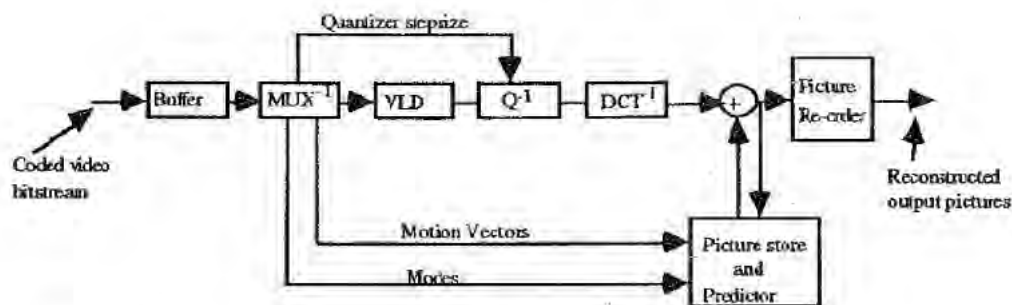 Quantizer stepsize
Buffer
MUX⁻¹
VLD
Q⁻¹
DCT⁻¹
+
Picture
Re-order
Coded video
bitstream
Reconstructed
output pictures
Motion Vectors
Modes
Picture store
and
Predictor